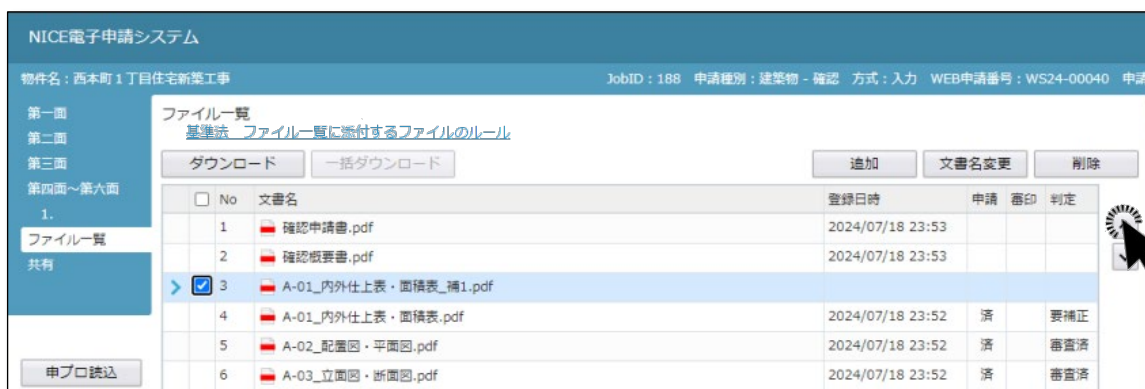 NICE電子申請システム
物件名：西本町１丁目住宅新築工事 JobID：188 申請種別：建築物 - 確認 方式：入力 WEB申請番号：WS24-00040 申請
第一面
第二面
第三面
第四面～第六面
1.
ファイル一覧
共有
申プロ読込
ファイル一覧
基準法　ファイル一覧に添付するファイルのルール
ダウンロード 一括ダウンロード 追加 文書名変更 削除
No 文書名 登録日時 申請 審印 判定
1 確認申請書.pdf 2024/07/18 23:53
2 確認概要書.pdf 2024/07/18 23:53
3 A-01_内外仕上表・面積表_補1.pdf
4 A-01_内外仕上表・面積表.pdf 2024/07/18 23:52 済 要補正
5 A-02_配置図・平面図.pdf 2024/07/18 23:52 済 審査済
6 A-03_立面図・断面図.pdf 2024/07/18 23:52 済 審査済